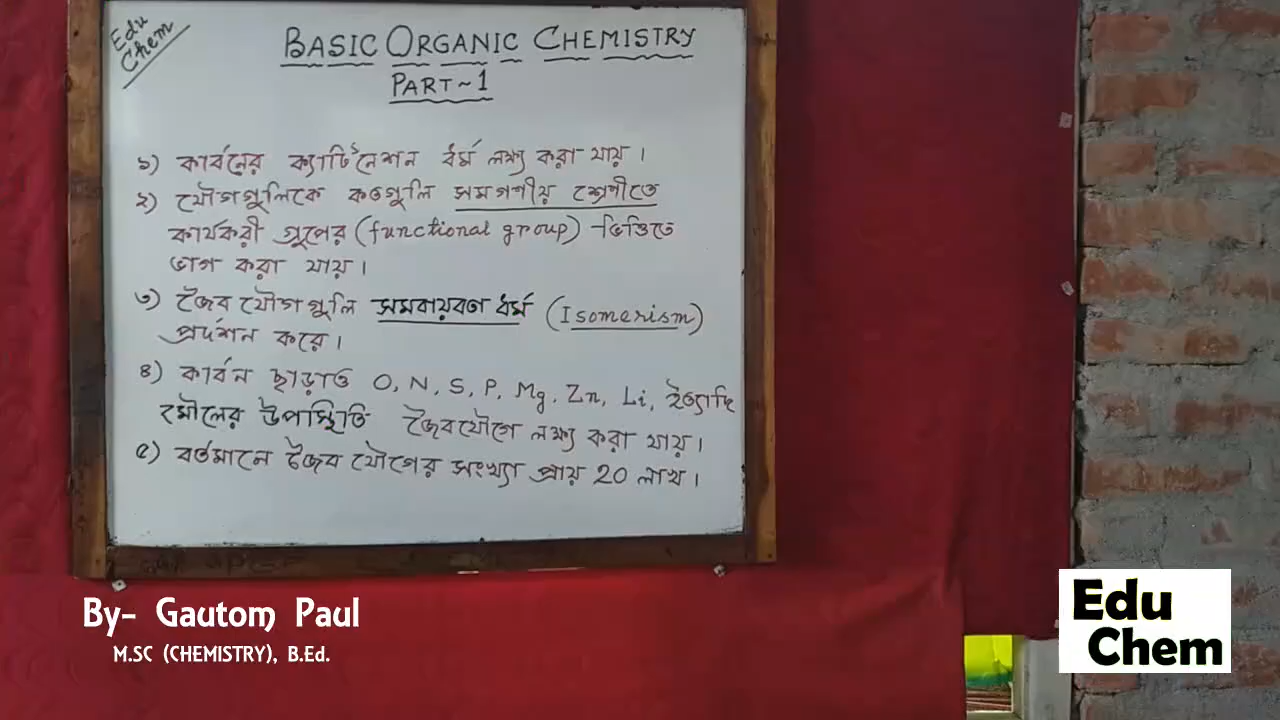 Edu
Chem
BASIC ORGANIC CHEMISTRY
PART~1
১) কার্বনের ক্যাটিনেশন ধর্ম লক্ষ্য করা যায়।
২) যৌগগুলিকে কতগুলি সমগণীয় শ্রেণীতে
কার্যকরী গ্রুপের (functional group) ভিত্তিতে
ভাগ করা যায়।
৩) জৈব যৌগগুলি সমবায়বতা ধর্ম (Isomerism)
প্রদর্শন করে।
৪) কার্বন ছাড়াও O, N, S, P, Mg, Zn, Li, ইত্যাদি
মৌলের উপস্থিতি জৈবযৌগে লক্ষ্য করা যায়।
৫) বর্তমানে জৈব যৌগের সংখ্যা প্রায় 20 লাখ।
By- Gautom Paul
M.SC (CHEMISTRY), B.Ed.
Edu
Chem